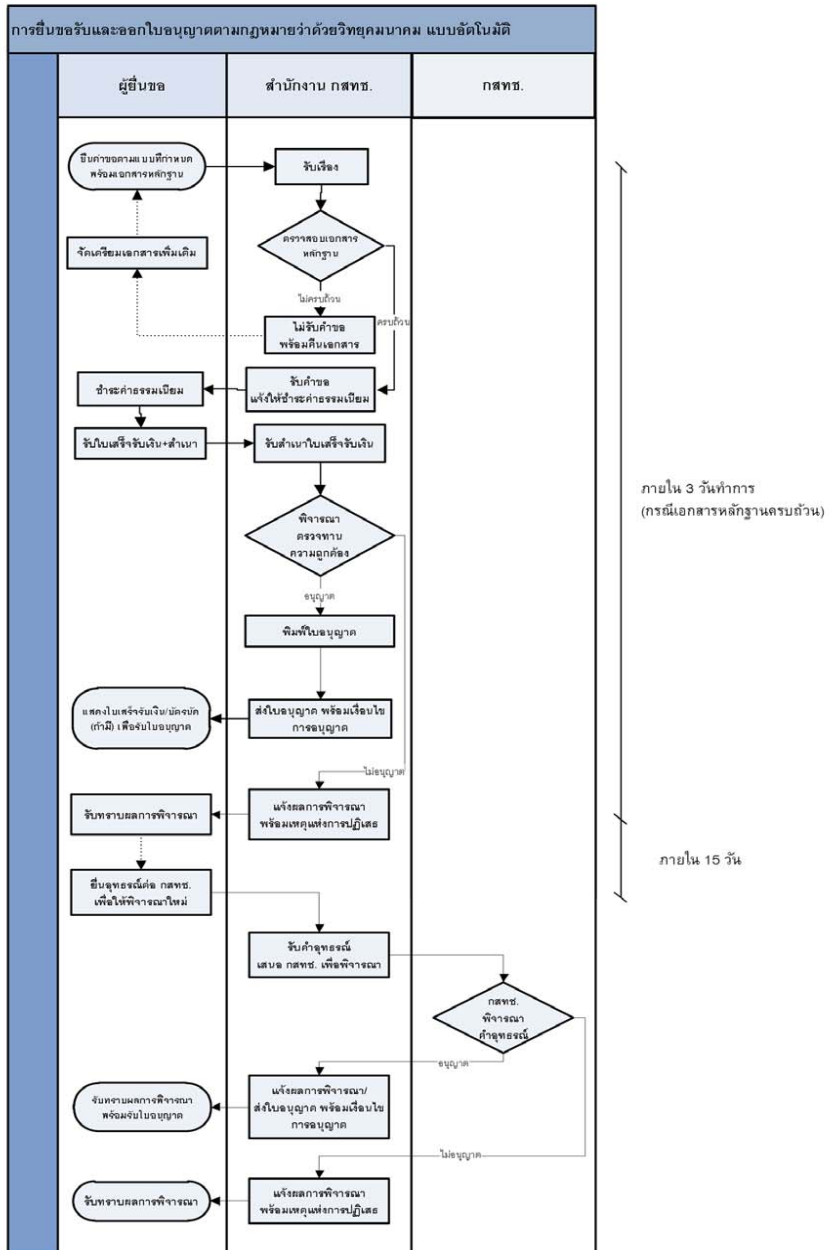 การยื่นขอรับและออกใบอนุญาตตามกฎหมายว่าด้วยวิทยุคมนาคม แบบอัตโนมัติ
ผู้ยื่นขอ
สำนักงาน กสทช.
กสทช.
ยื่นคำขอตามแบบที่กำหนด
พร้อมเอกสารหลักฐาน
รับเรื่อง
จัดเตรียมเอกสารเพิ่มเติม
ตรวจสอบเอกสาร
หลักฐาน
ไม่ครบถ้วน
ครบถ้วน
ไม่รับคำขอ
พร้อมคืนเอกสาร
ชำระค่าธรรมเนียม
รับคำขอ
แจ้งให้ชำระค่าธรรมเนียม
รับใบเสร็จรับเงิน+สำเนา
รับสำเนาใบเสร็จรับเงิน
ภายใน 3 วันทำการ
(กรณีเอกสารหลักฐานครบถ้วน)
พิจารณา
ตรวจทาน
ความถูกต้อง
อนุญาต
พิมพ์ใบอนุญาต
แสดงใบเสร็จรับเงิน/บัตรนัด
(ถ้ามี) เพื่อรับใบอนุญาต
ส่งใบอนุญาต พร้อมเงื่อนไข
การอนุญาต
ไม่อนุญาต
รับทราบผลการพิจารณา
แจ้งผลการพิจารณา
พร้อมเหตุแห่งการปฏิเสธ
ภายใน 15 วัน
ยื่นอุทธรณ์ต่อ กสทช.
เพื่อให้พิจารณาใหม่
รับคำอุทธรณ์
เสนอ กสทช. เพื่อพิจารณา
กสทช.
พิจารณา
คำอุทธรณ์
อนุญาต
รับทราบผลการพิจารณา
พร้อมรับใบอนุญาต
แจ้งผลการพิจารณา/
ส่งใบอนุญาต พร้อมเงื่อนไข
การอนุญาต
ไม่อนุญาต
รับทราบผลการพิจารณา
แจ้งผลการพิจารณา
พร้อมเหตุแห่งการปฏิเสธ